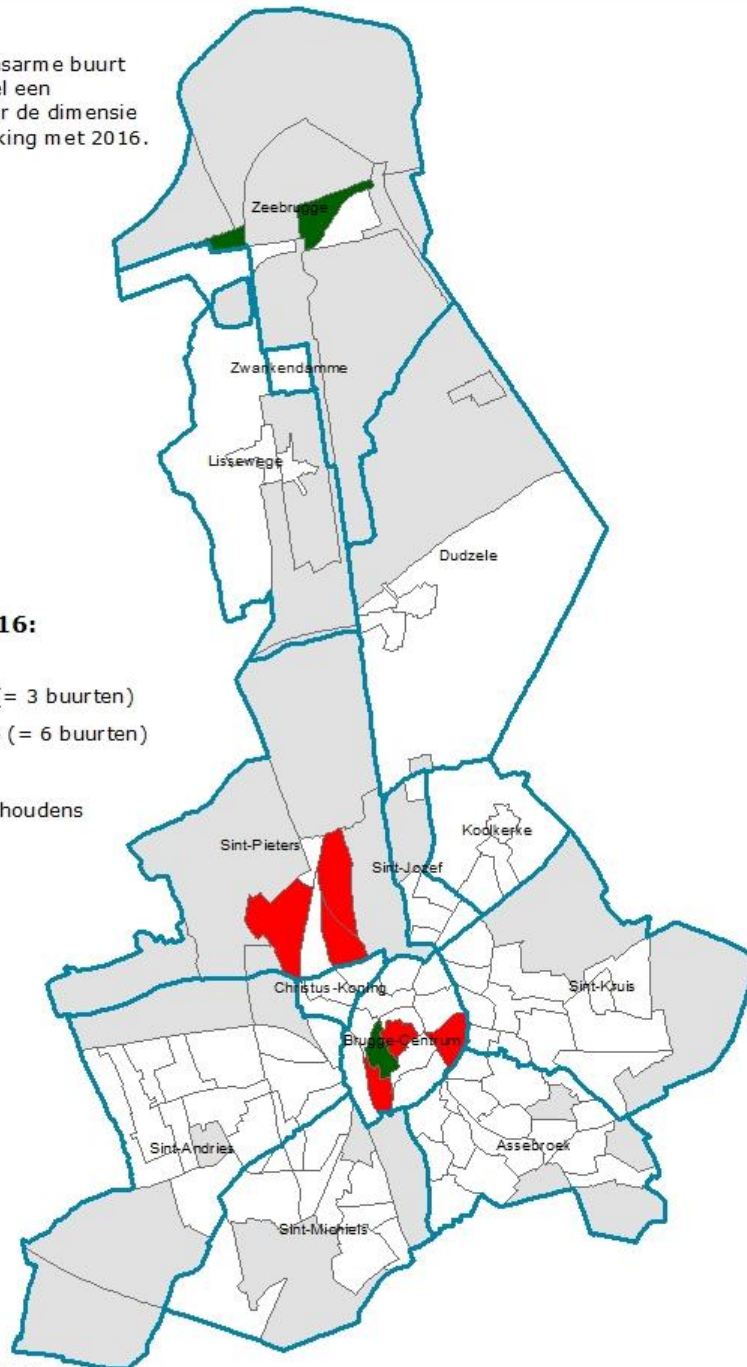 sarme buurt
el een
r de dimensie
king met 2016.
Zeebrugge
Zwankendamme
Lissewege
Dudzele
16:
(= 3 buurten)
(= 6 buurten)
houdens
Koolkerke
Sint-Pieters
Sint-Jozef
Christus-Koning
Sint-Kruis
Brugge-Centrum
Sint-Andries
Assebroek
Sint-Michiels